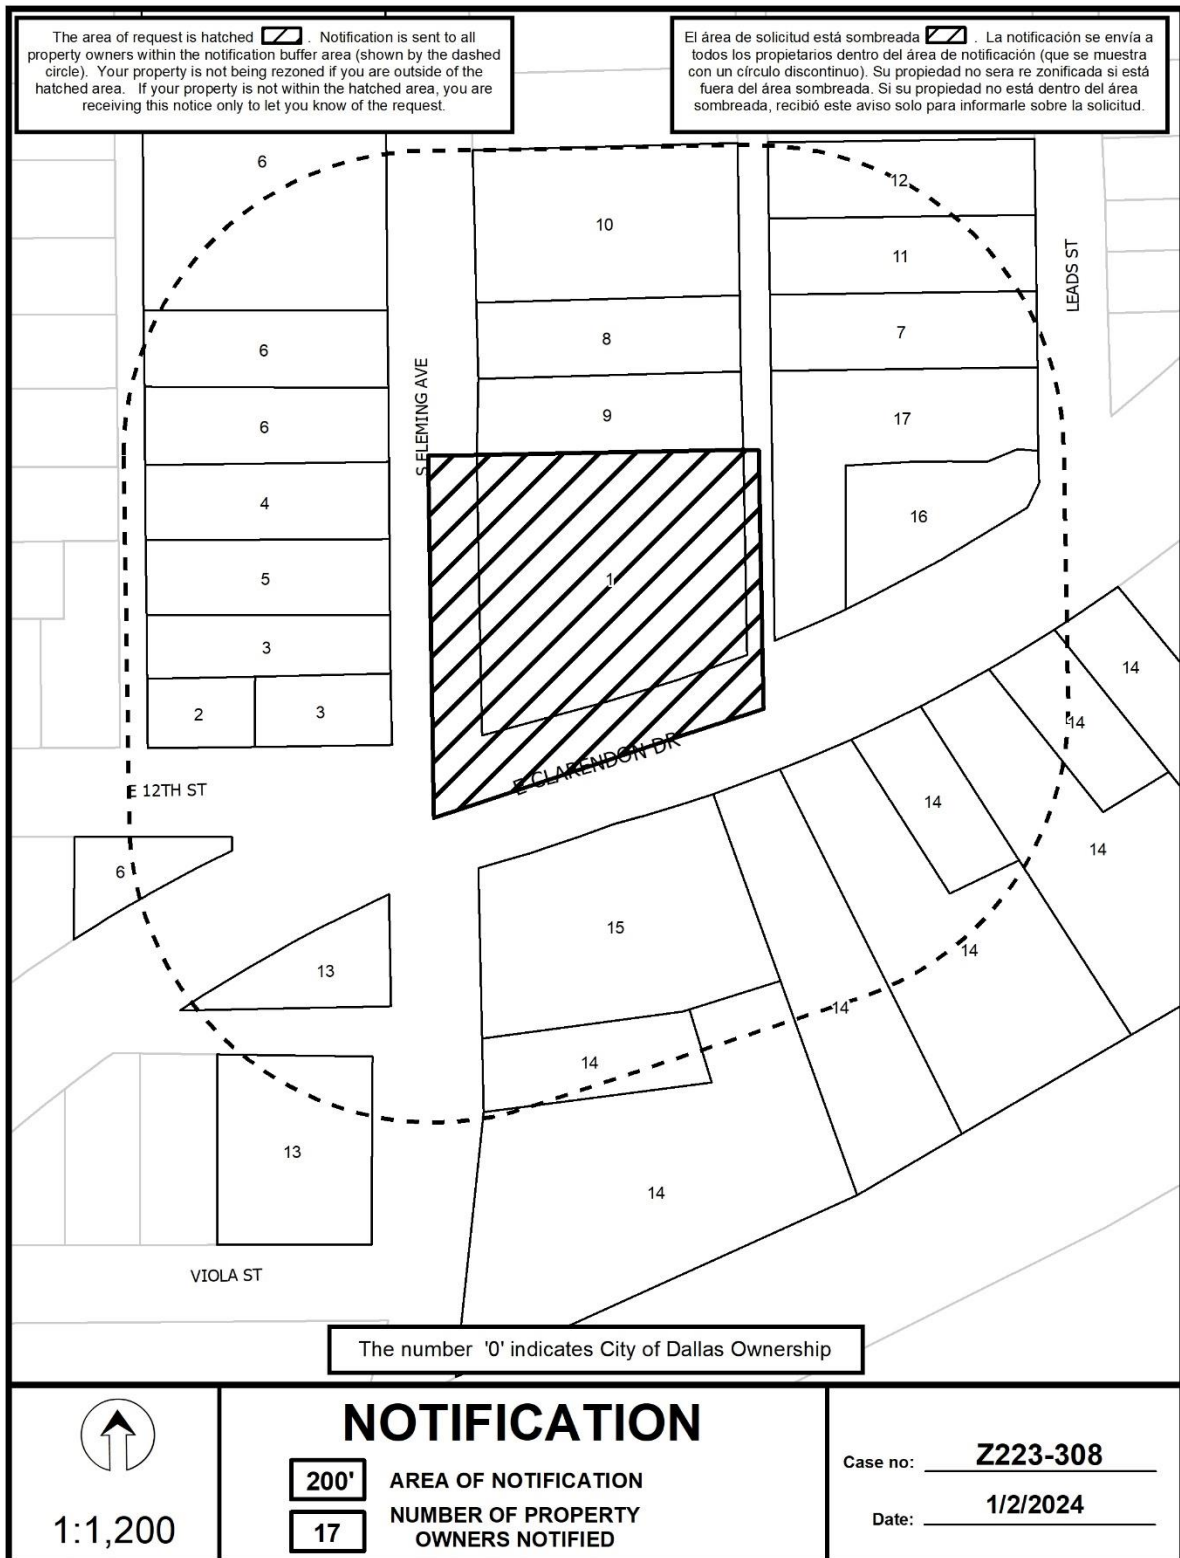 The area of request is hatched . Notification is sent to all
property owners within the notification buffer area (shown by the dashed
circle). Your property is not being rezoned if you are outside of the
hatched area. If your property is not within the hatched area, you are
receiving this notice only to let you know of the request.
El área de solicitud está sombreada . La notificación se envía a
todos los propietarios dentro del área de notificación (que se muestra
con un círculo discontinuo). Su propiedad no sera re zonificada si está
fuera del área sombreada. Si su propiedad no está dentro del área
sombreada, recibió este aviso solo para informarle sobre la solicitud.
6
12
10
11
LEADS ST
8
7
6
S FLEMING AVE
9
17
6
4
16
5
1
3
14
2
3
14
E CLARENDON DR
E 12TH ST
14
14
6
15
14
13
14
14
13
14
VIOLA ST
The number '0' indicates City of Dallas Ownership
1:1,200
NOTIFICATION
200' AREA OF NOTIFICATION
17 NUMBER OF PROPERTY
OWNERS NOTIFIED
Case no: Z223-308
Date: 1/2/2024